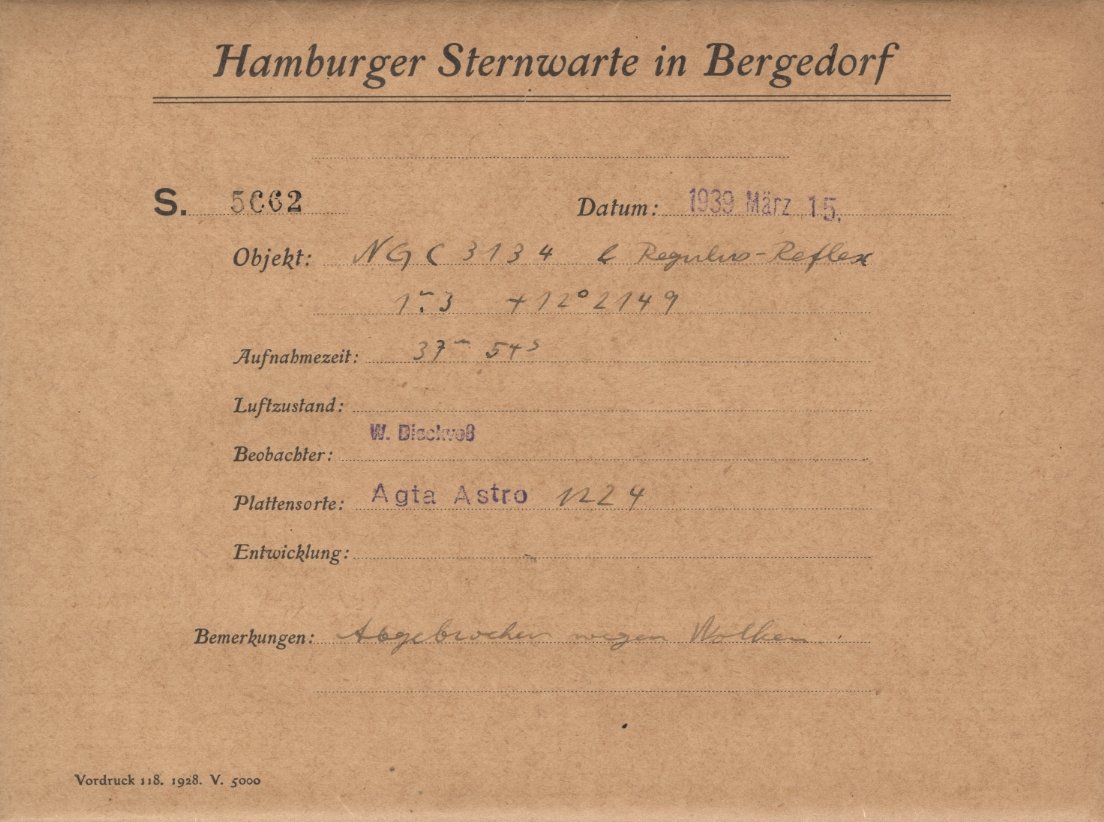 Hamburger Sternwarte in Bergedorf
S. 5662 Datum: 1939 März 15.
Objekt: NGC 3134 Regulus-Reflex
1m.3 +12°2149
Aufnahmezeit: 37m 54s
Luftzustand:
Beobachter: W. Dieckvoß
Plattensorte: Agfa Astro 1224
Entwicklung:
Bemerkungen: Abgebrochen wegen Wolken.
Vordruck 118. 1928. V. 5000